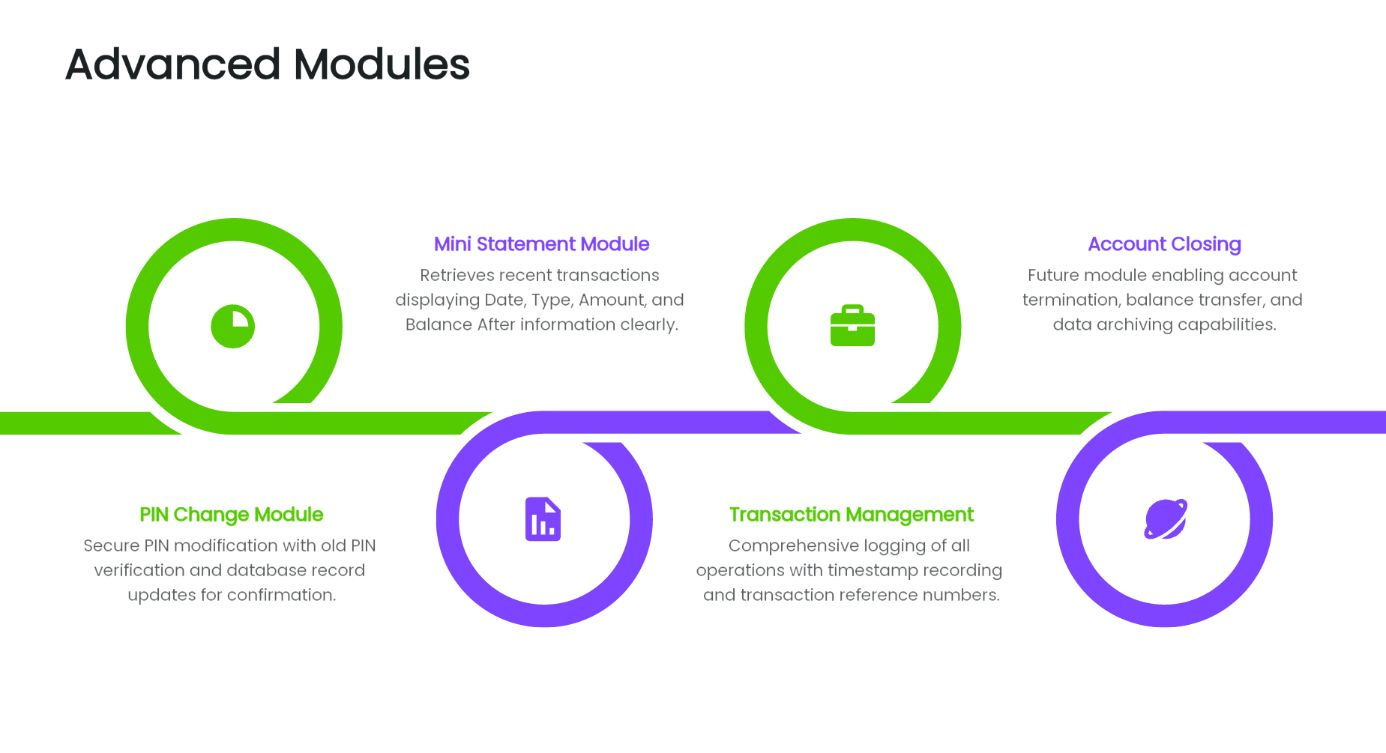 Advanced Modules
Mini Statement Module
Retrieves recent transactions
displaying Date, Type, Amount, and
Balance After information clearly.
Account Closing
Future module enabling account
termination, balance transfer, and
data archiving capabilities.
PIN Change Module
Secure PIN modification with old PIN
verification and database record
updates for confirmation.
Transaction Management
Comprehensive logging of all
operations with timestamp recording
and transaction reference numbers.